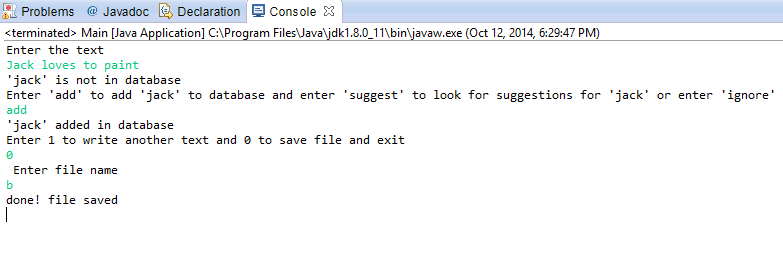 Problems @ Javadoc Declaration Console
<terminated> Main [Java Application] C:\Program Files\Java\jdk1.8.0_11\bin\javaw.exe (Oct 12, 2014, 6:29:47 PM)
Enter the text
Jack loves to paint
'jack' is not in database
Enter 'add' to add 'jack' to database and enter 'suggest' to look for suggestions for 'jack' or enter 'ignore'
add
'jack' added in database
Enter 1 to write another text and 0 to save file and exit
0
Enter file name
b
done! file saved